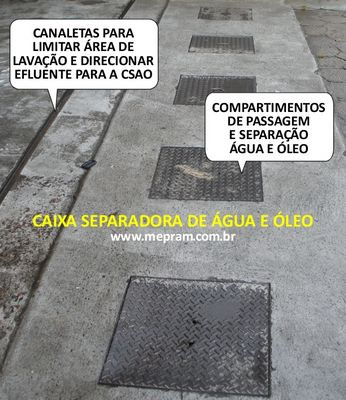 CANALETAS PARA
LIMITAR ÁREA DE
LAVAÇÃO E DIRECIONAR
EFLUENTE PARA A CSAO
COMPARTIMENTOS
DE PASSAGEM
E SEPARAÇÃO
ÁGUA E ÓLEO
CAIXA SEPARADORA DE ÁGUA E ÓLEO
www.mepram.com.br